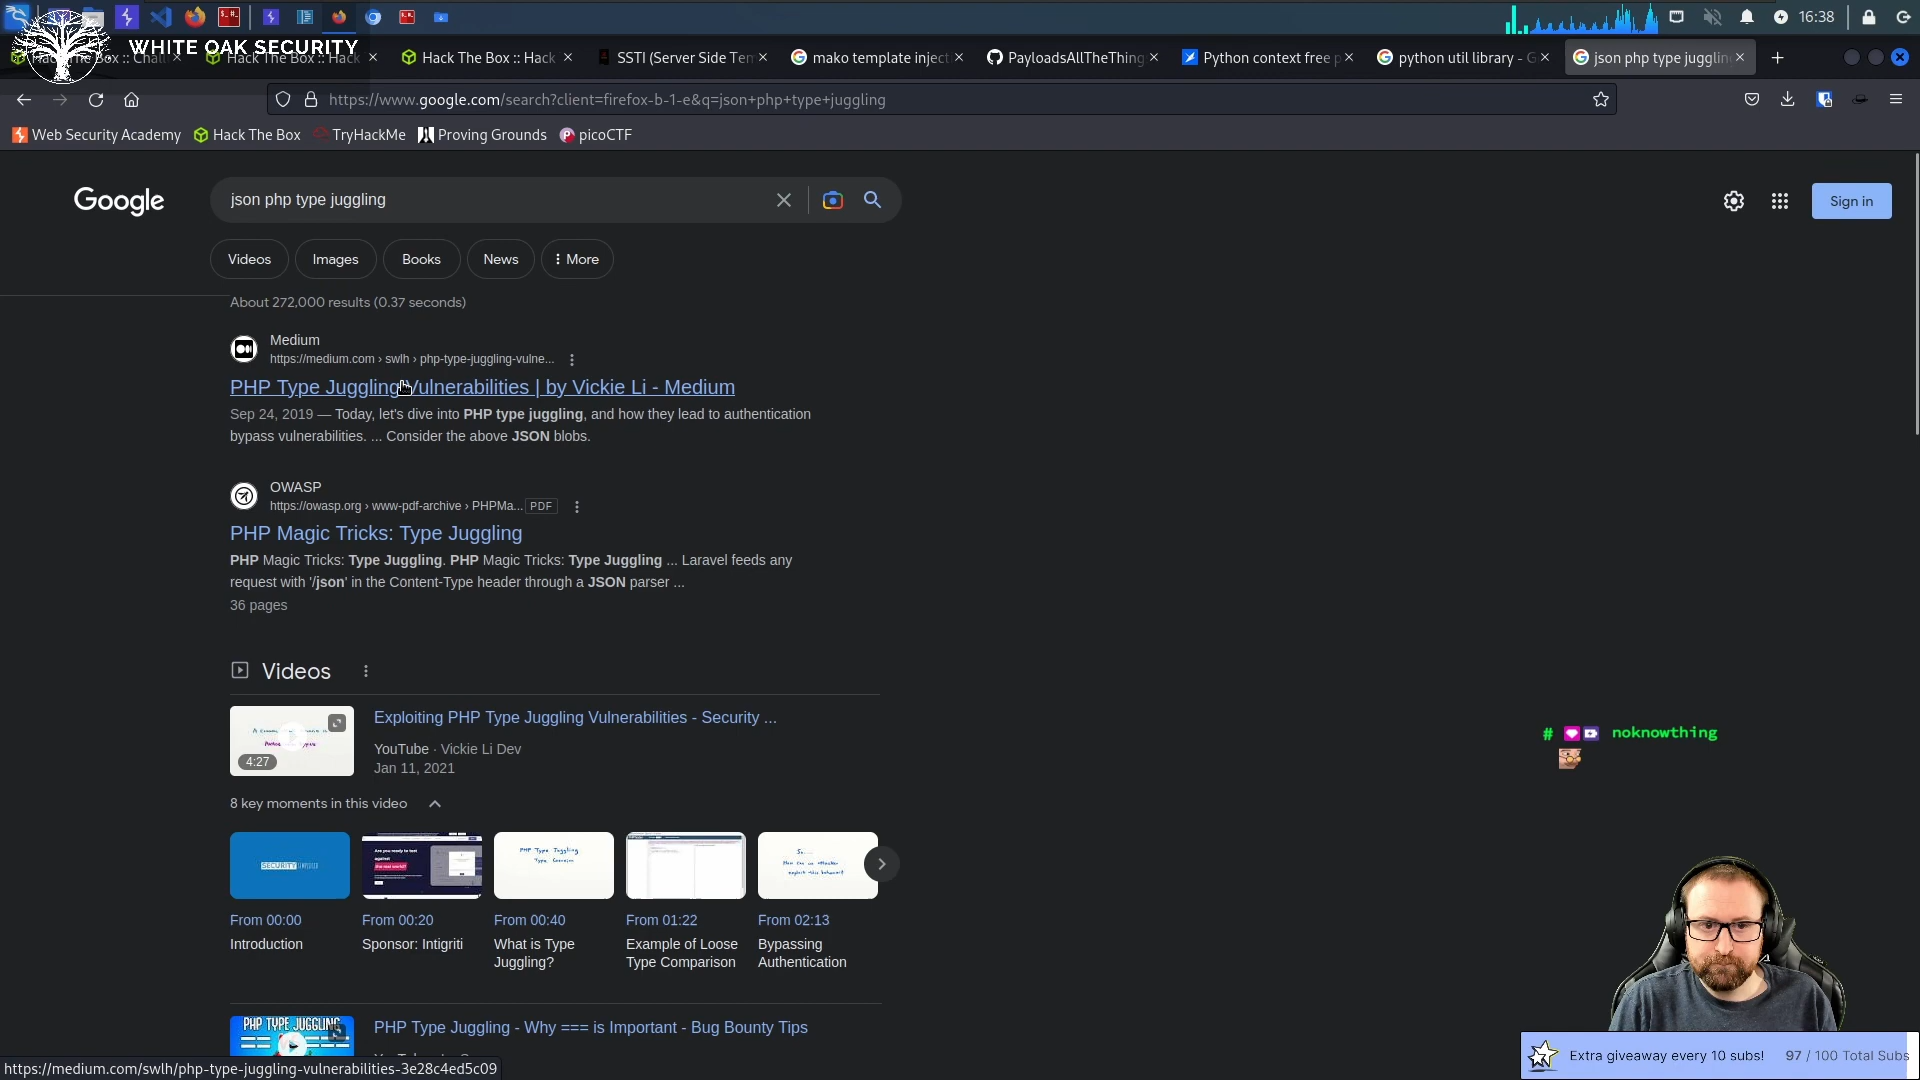 16:38
WHITE OAK SECURITY
Hack The Box :: Hack
Hack The Box :: Hack
SSTI (Server Side Tem
mako template inject
PayloadsAllTheThing
Python context free p
python util library - G
json php type juggling
https://www.google.com/search?client=firefox-b-1-e&q=json+php+type+juggling
Web Security Academy
Hack The Box
TryHackMe
Proving Grounds
picoCTF
Google
json php type juggling
Sign in
Videos
Images
Books
News
More
About 272,000 results (0.37 seconds)
Medium
https://medium.com › swlh › php-type-juggling-vulne...
PHP Type Juggling Vulnerabilities | by Vickie Li - Medium
Sep 24, 2019 — Today, let's dive into PHP type juggling, and how they lead to authentication
bypass vulnerabilities. ... Consider the above JSON blobs.
OWASP
https://owasp.org › www-pdf-archive › PHPMa... PDF
PHP Magic Tricks: Type Juggling
PHP Magic Tricks: Type Juggling. PHP Magic Tricks: Type Juggling ... Laravel feeds any
request with '/json' in the Content-Type header through a JSON parser ...
36 pages
Videos
4:27
Exploiting PHP Type Juggling Vulnerabilities - Security ...
YouTube · Vickie Li Dev
Jan 11, 2021
8 key moments in this video
From 00:00
Introduction
From 00:20
Sponsor: Intigriti
From 00:40
What is Type
Juggling?
From 01:22
Example of Loose
Type Comparison
From 02:13
Bypassing
Authentication
PHP TYPE JUGGLING
PHP Type Juggling - Why === is Important - Bug Bounty Tips
# noknowthing
Extra giveaway every 10 subs! 97 / 100 Total Subs
https://medium.com/swlh/php-type-juggling-vulnerabilities-3e28c4ed5c09